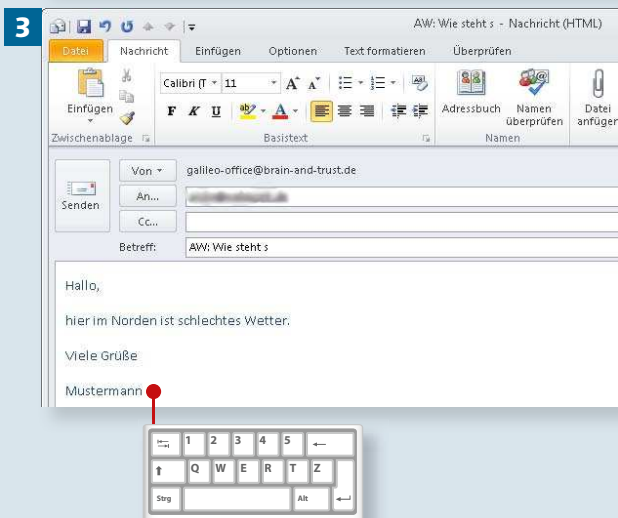 3
AW: Wie steht s - Nachricht (HTML)
Datei Nachricht Einfügen Optionen Text formatieren Überprüfen
Calibri (T 11
Einfügen
F K U
Adressbuch Namen überprüfen Datei anfügen
Zwischenablage Basistext Namen
Von galileo-office@brain-and-trust.de
Senden
An...
Cc...
Betreff: AW: Wie steht s
Hallo,
hier im Norden ist schlechtes Wetter.
Viele Grüße
Mustermann
1 2 3 4 5
Q W E R T Z
Strg Alt